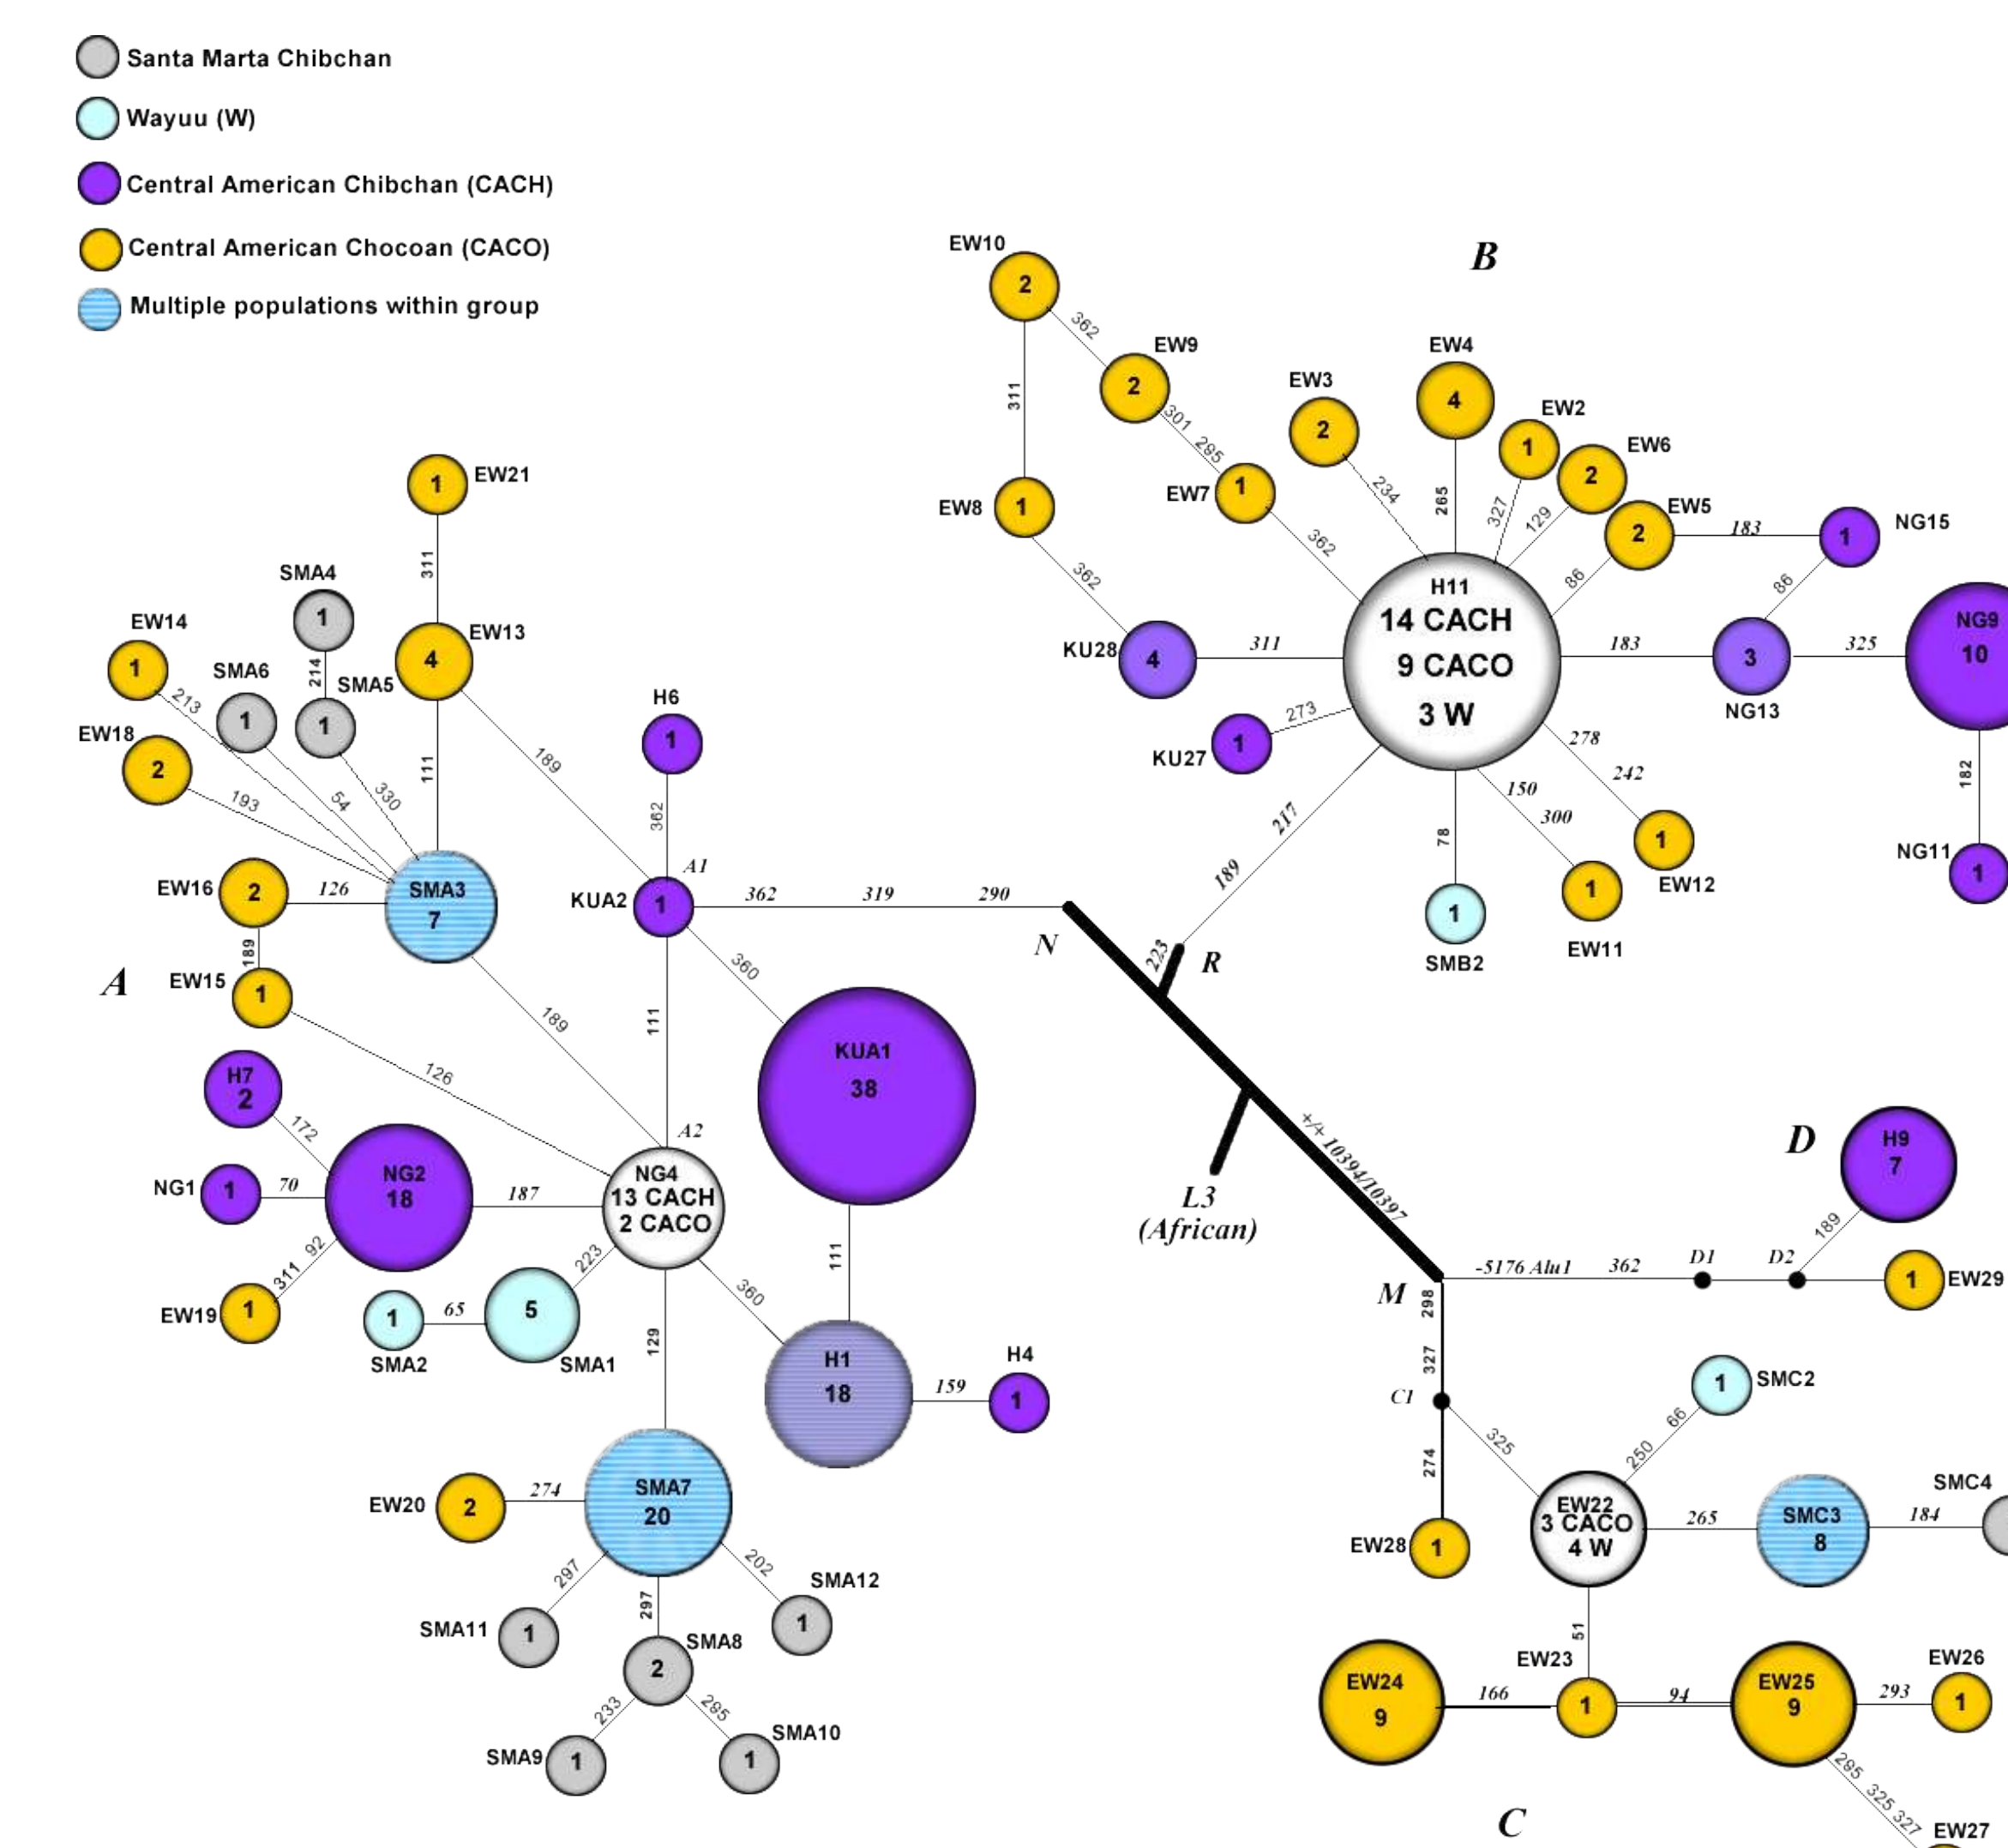 Santa Marta Chibchan
Wayuu (W)
Central American Chibchan (CACH)
Central American Chocoan (CACO)
Multiple populations within group
B
EW10
2
362
311
EW9
2
301 295
EW8
1
362
EW7
1
362
EW3
2
234
EW4
4
265
EW2
1
327
EW6
2
129
EW5
2
86
183
NG15
1
86
H11
14 CACH
9 CACO
3 W
KU28
4
311
183
3
NG13
325
NG9
10
182
NG11
1
KU27
1
273
278
242
1
EW12
150
300
1
EW11
78
1
SMB2
217
189
223
R
A
EW21
1
311
EW13
4
111
189
SMA4
1
214
SMA5
1
330
SMA6
1
54
EW14
1
213
EW18
2
193
EW16
2
126
SMA3
7
189
EW15
1
126
189
H6
1
362
A1
KUA2
1
362
319
290
N
360
111
KUA1
38
111
A2
NG4
13 CACH
2 CACO
H7
2
172
NG1
1
70
NG2
18
187
311 92
EW19
1
223
5
SMA1
65
1
SMA2
360
129
H1
18
159
H4
1
SMA7
20
EW20
2
274
297
SMA11
1
202
SMA12
1
297
SMA8
2
233
SMA9
1
295
SMA10
1
L3
(African)
+/+ 10394/10397
M
D
-5176 Alu1
362
D1
D2
189
H9
7
1
EW29
298
327
C1
274
EW28
1
325
EW22
3 CACO
4 W
250 66
1
SMC2
265
SMC3
8
184
SMC4
51
EW23
1
166
EW24
9
94
EW25
9
293
EW26
1
295 325 327
EW27
C